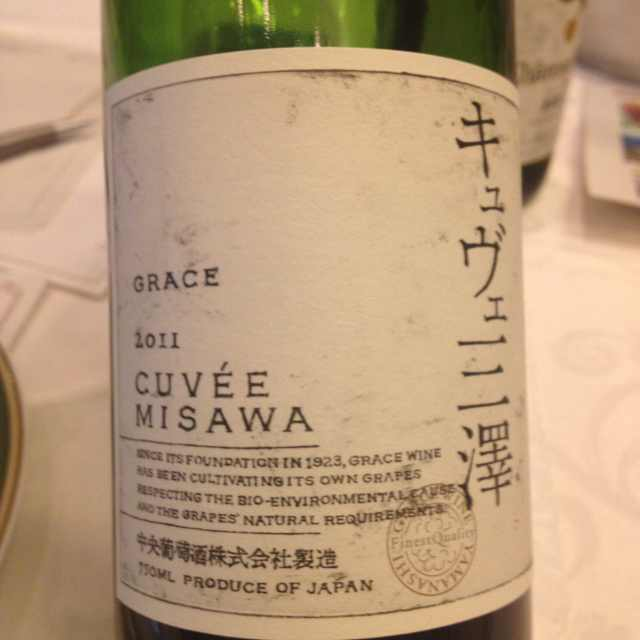 GRACE
2011
CUVÉE
MISAWA
SINCE ITS FOUNDATION IN 1923, GRACE WINE
HAS BEEN CULTIVATING ITS OWN GRAPES
RESPECTING THE BIO-ENVIRONMENTAL CAUSE
AND THE GRAPES' NATURAL REQUIREMENTS.
中央葡萄酒株式会社製造
750ML PRODUCE OF JAPAN
キュヴェ三澤
Finest Quality
YAMANASHI